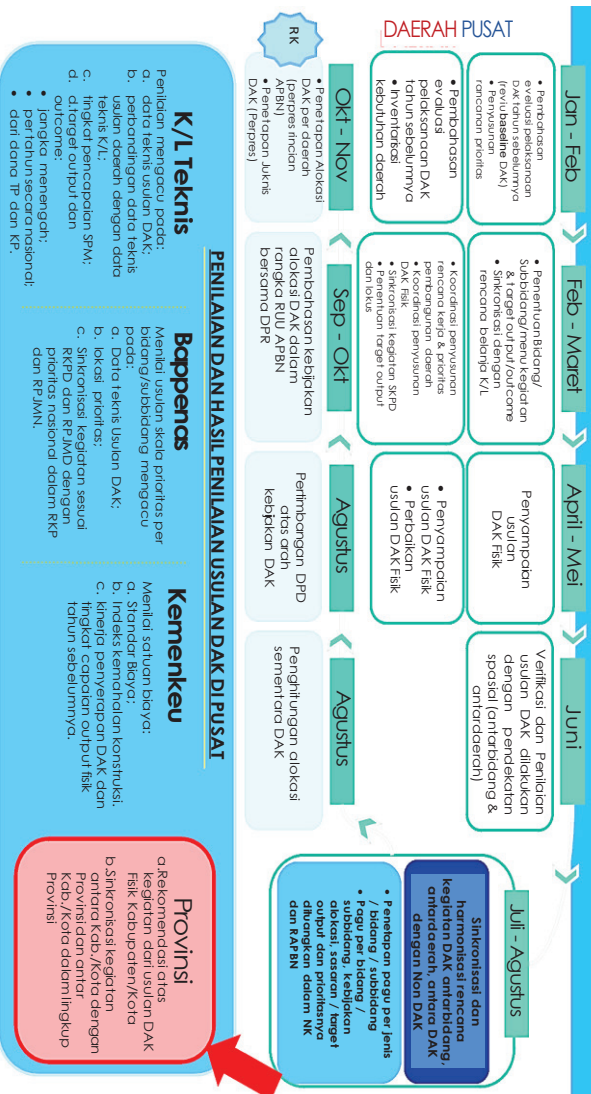 DAERAH PUSAT
Jan - Feb
• Pembahasan
evaluasi pelaksanaan
DAK tahun sebelumnya
(reviu baseline DAK)
• Penyusunan
rancanan prioritas
• Pembahasan
evaluasi
pelaksanaan DAK
tahun sebelumnya
• Inventarisasi
kebutuhan daerah
Feb - Maret
• Penentuan Bidang/
Subbidang/menu kegiatan
& target output/outcome
• Sinkronisasi dengan
rencana belanja K/L
• Koordinasi penyusunan
rencana kerja & prioritas
pembangunan daerah
• Koordinasi penyusunan
DAK Fisik
• Sinkronisasi kegiatan SKPD
• Penentuan target output
dan lokus
April - Mei
Penyampaian
usulan
DAK Fisik
• Penyampaian
usulan DAK Fisik
• Perbaikan
usulan DAK Fisik
Juni
Verifikasi dan Penilaian
usulan DAK dilakukan
dengan pendekatan
spasial (antarbidang &
antardaerah)
Juli - Agustus
Sinkronisasi dan
harmonisasi rencana
kegiatan DAK antarbidang,
antardaerah, antara DAK
dengan Non DAK
• Penetapan pagu per jenis
/ bidang / subbidang
• Pagu per bidang /
subbidang, kebijakan
alokasi, sasaran / target
output dan prioritasnya
dituangkan dalam NK
dan RAPBN
Agustus
Penghitungan alokasi
sementara DAK
Agustus
Pertimbangan DPD
atas arah
kebijakan DAK
Sep - Okt
Pembahasan kebijakan
alokasi DAK dalam
rangka RUU APBN
bersama DPR
Okt - Nov
RK
• Penetapan Alokasi
DAK per daerah
(perpres rincian
APBN)
• Penetapan Juknis
DAK (Perpres)
PENILAIAN DAN HASIL PENILAIAN USULAN DAK DI PUSAT
K/L Teknis
Penilaian mengacu pada:
a. data teknis usulan DAK;
b. perbandingan data teknis
usulan daerah dengan data
teknis K/L;
c. tingkat pencapaian SPM;
d. d.target output dan
outcome:
• jangka menengah;
• per tahun secara nasional;
• dari dana TP dan KP.
Bappenas
Menilai usulan skala prioritas per
bidang/subbidang mengacu
pada:
a. Data teknis Usulan DAK;
b. lokasi prioritas;
c. Sinkronisasi kegiatan sesuai
RKPD dan RPJMD dengan
prioritas nasional dalam RKP
dan RPJMN.
Kemenkeu
Menilai satuan biaya:
a. Standar Biaya;
b. Indeks kemahalan konstruksi.
c. kinerja penyerapan DAK dan
tingkat capaian output fisik
tahun sebelumnya.
Provinsi
a.Rekomendasi atas
kegiatan dari usulan DAK
Fisik Kabupaten/Kota
b.Sinkronisasi kegiatan
antara Kab./Kota dengan
Provinsi dan antar
Kab./Kota dalam lingkup
Provinsi